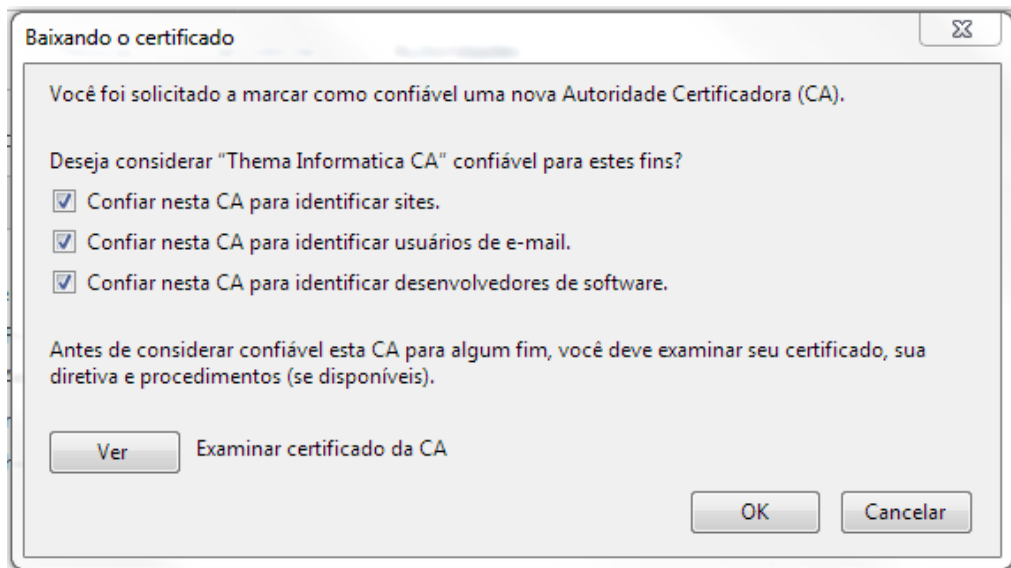 Baixando o certificado
Você foi solicitado a marcar como confiável uma nova Autoridade Certificadora (CA).
Deseja considerar “Thema Informatica CA” confiável para estes fins?
Confiar nesta CA para identificar sites.
Confiar nesta CA para identificar usuários de e-mail.
Confiar nesta CA para identificar desenvolvedores de software.
Antes de considerar confiável esta CA para algum fim, você deve examinar seu certificado, sua
diretiva e procedimentos (se disponíveis).
Ver Examinar certificado da CA
OK Cancelar